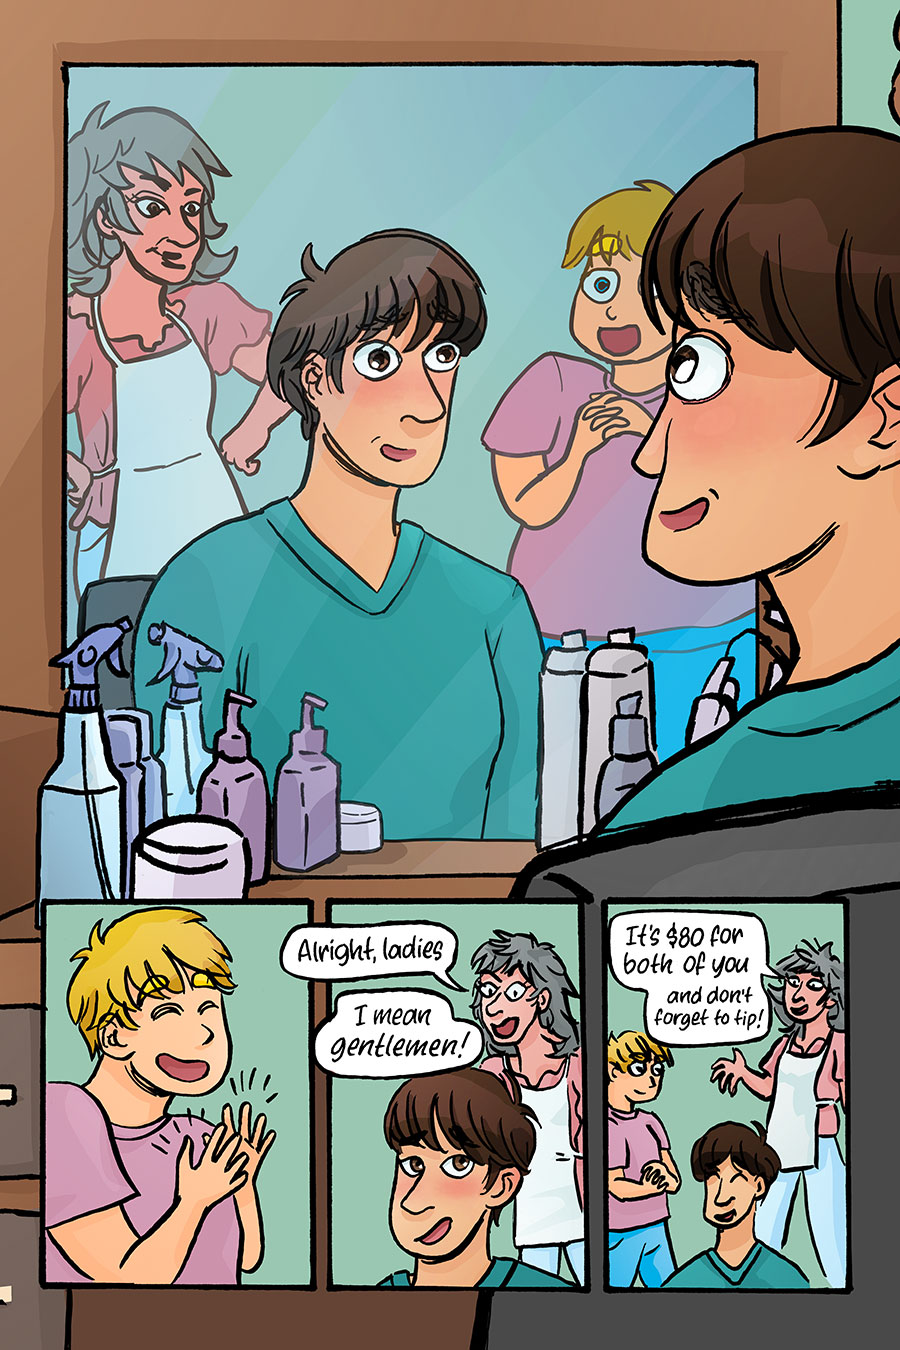 Alright, ladies
I mean
gentlemen!
It's $80 for
both of you
and don't
forget to tip!